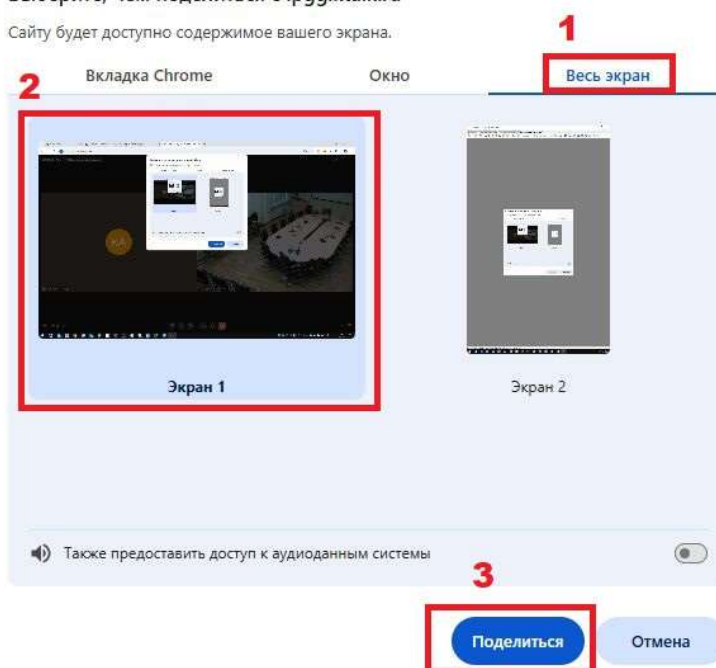 Сайту будет доступно содержимое вашего экрана.
1
Вкладка Chrome
Окно
Весь экран
2
КА
Экран 1
Экран 2
Также предоставить доступ к аудиоданным системы
3
Поделиться
Отмена